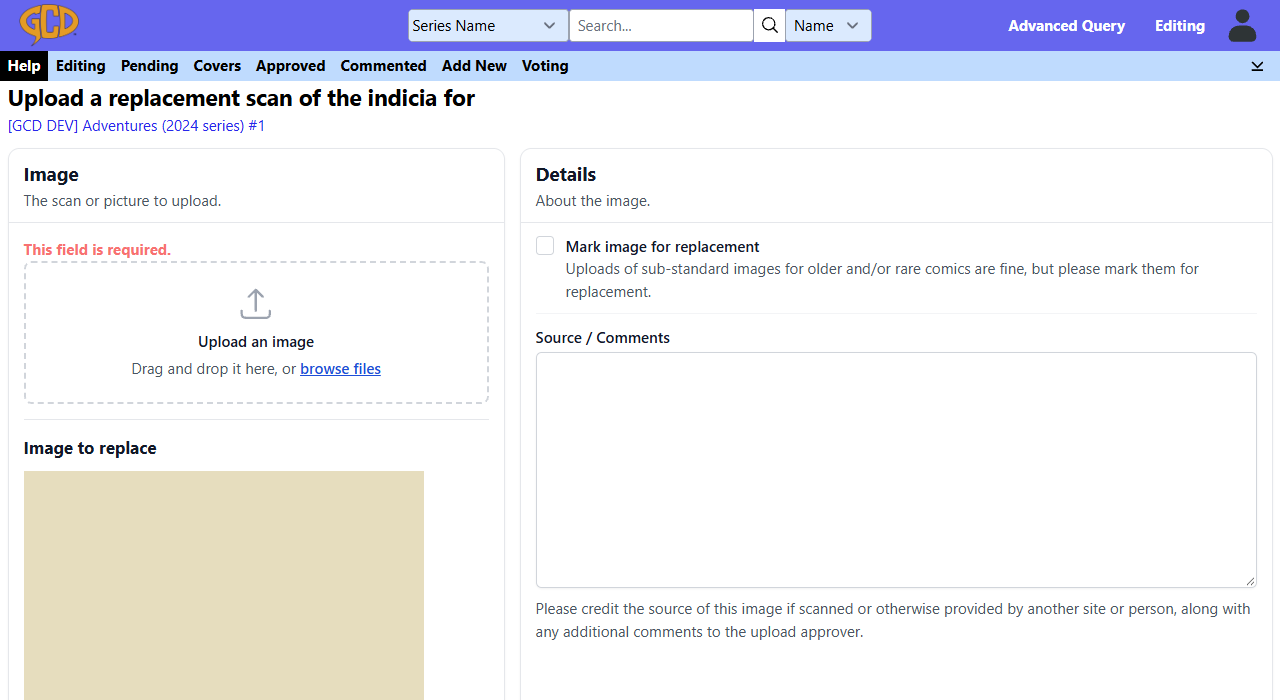 GCD
Series Name
Search...
Name
Advanced Query
Editing
Help
Editing
Pending
Covers
Approved
Commented
Add New
Voting
Upload a replacement scan of the indicia for
[GCD DEV] Adventures (2024 series) #1
Image
The scan or picture to upload.
This field is required.
Upload an image
Drag and drop it here, or browse files
Image to replace
Details
About the image.
Mark image for replacement
Uploads of sub-standard images for older and/or rare comics are fine, but please mark them for
replacement.
Source / Comments
Please credit the source of this image if scanned or otherwise provided by another site or person, along with
any additional comments to the upload approver.